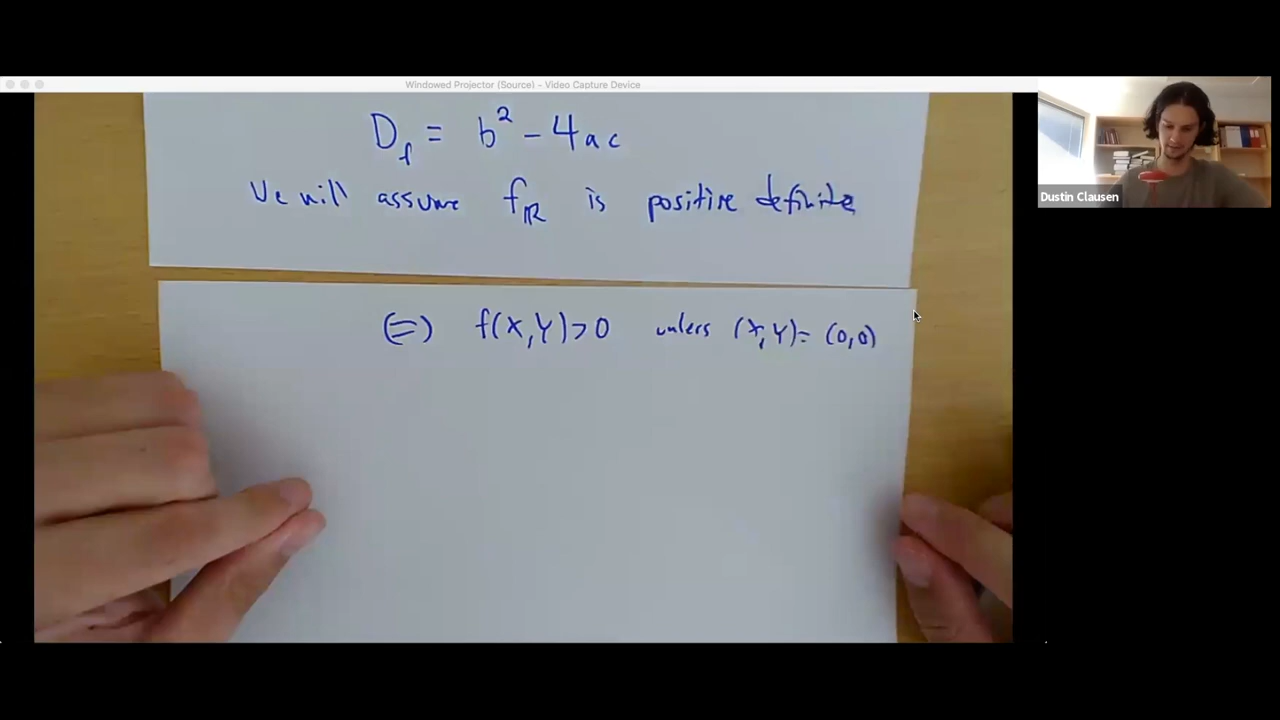 Windowed Projector (Source) - Video Capture Device
D_f = b² - 4ac
We will assume f_ℝ is positive definite
(=) f(X,Y)>0 unless (X,Y)= (0,0)
Dustin Clausen